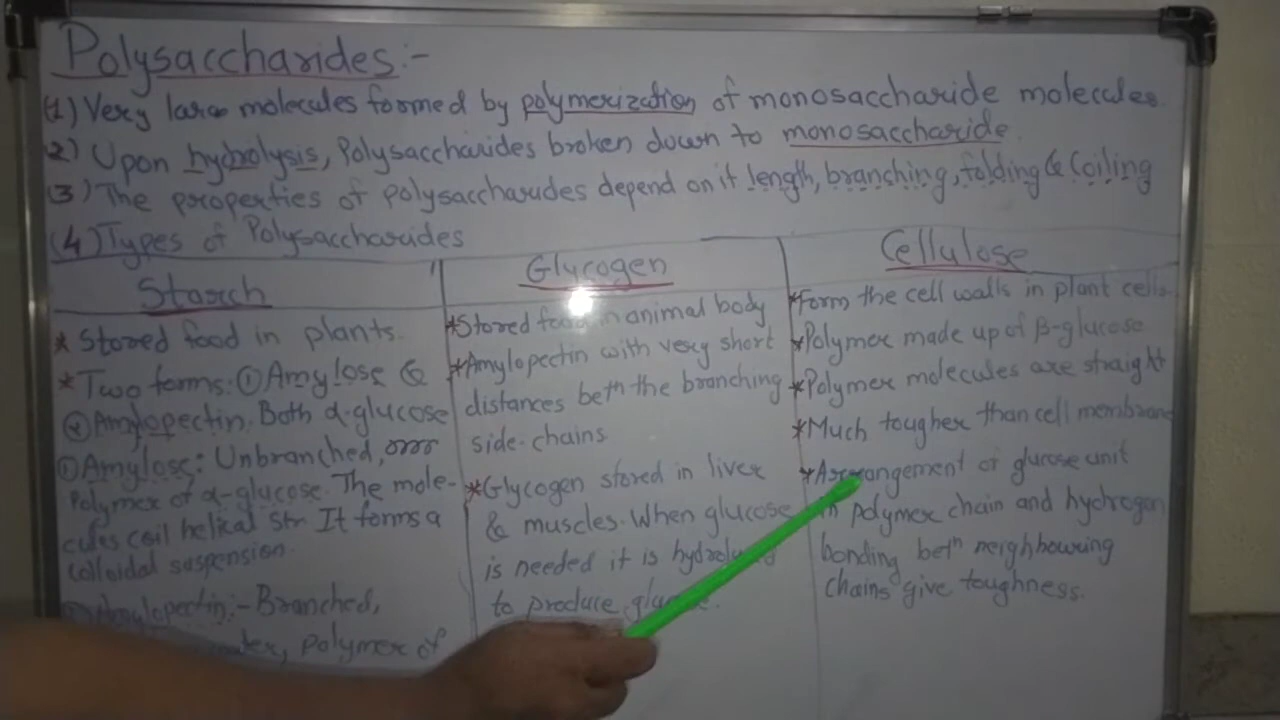 Polysaccharides:-
(1) Very large molecules formed by polymerization of monosaccharide molecules.
2) Upon hydrolysis, Polysaccharides broken down to monosaccharide
(3) The properties of polysaccharides depend on it length, branching, folding & Coiling
(4) Types of Polysaccharides
Starch
* Stored food in plants.
* Two forms: ① Amylose &
② Amylopectin. Both α-glucose
① Amylose: Unbranched,
Polymer of α-glucose. The mole-
cules coil helical Str. It forms a
colloidal suspension.
Amylopectin:- Branched,
polymer of
Glycogen
* Stored food in animal body
* Amylopectin with very short
distances betn the branching
side-chains
* Glycogen stored in liver
& muscles. When glucose
is needed it is
to produce
Cellulose
* Form the cell walls in plant cells
* Polymer made up of β-glucose
* Polymer molecules are straight
* Much tougher than cell membrane
* Arrangement of glucose unit
in polymer chain and hydrogen
bonding betn neighbouring
chains give toughness.